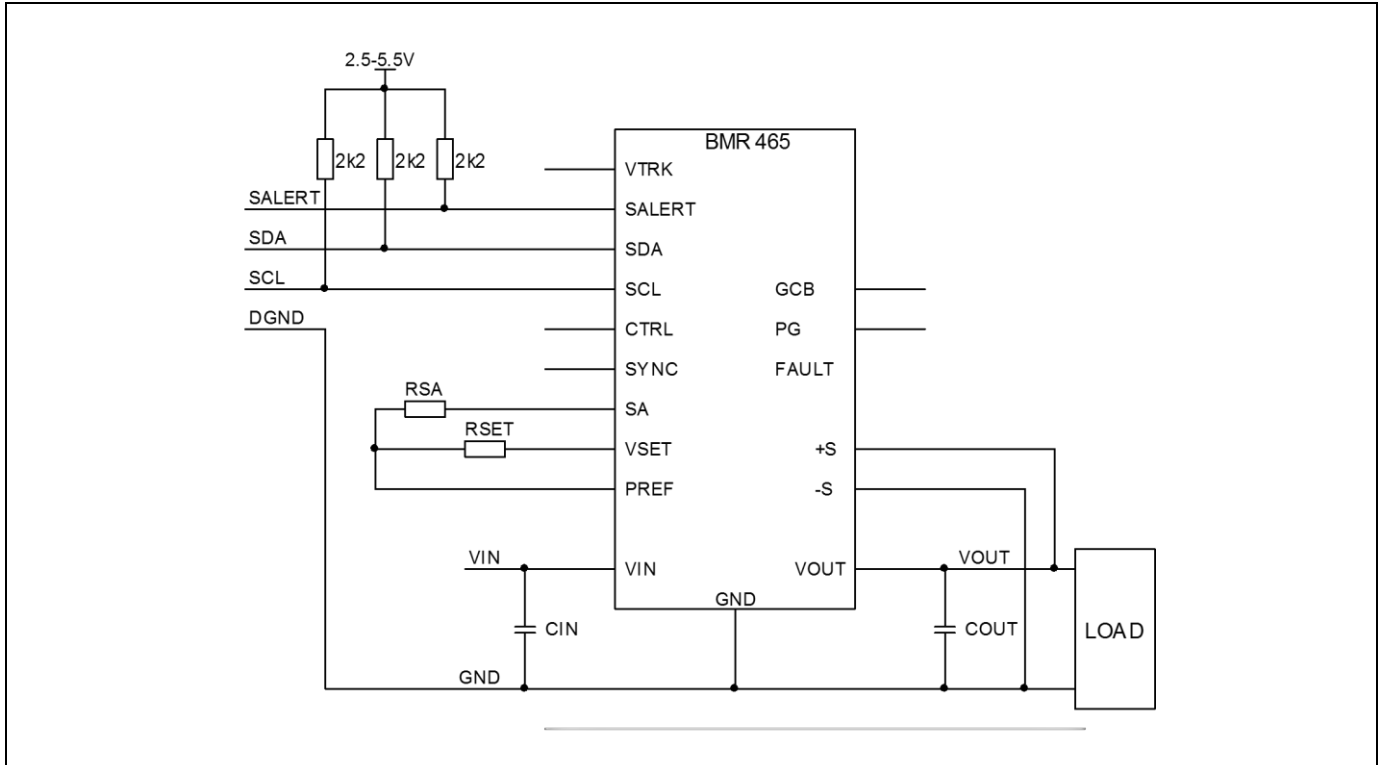 2.5-5.5V
BMR 465
2k2 2k2 2k2
VTRK
SALERT
SALERT
SDA
SDA
SCL
SCL GCB
DGND
CTRL PG
SYNC FAULT
RSA
SA
RSET
VSET +S
PREF -S
VIN
VIN VOUT
VOUT
GND
CIN
COUT
LOAD
GND